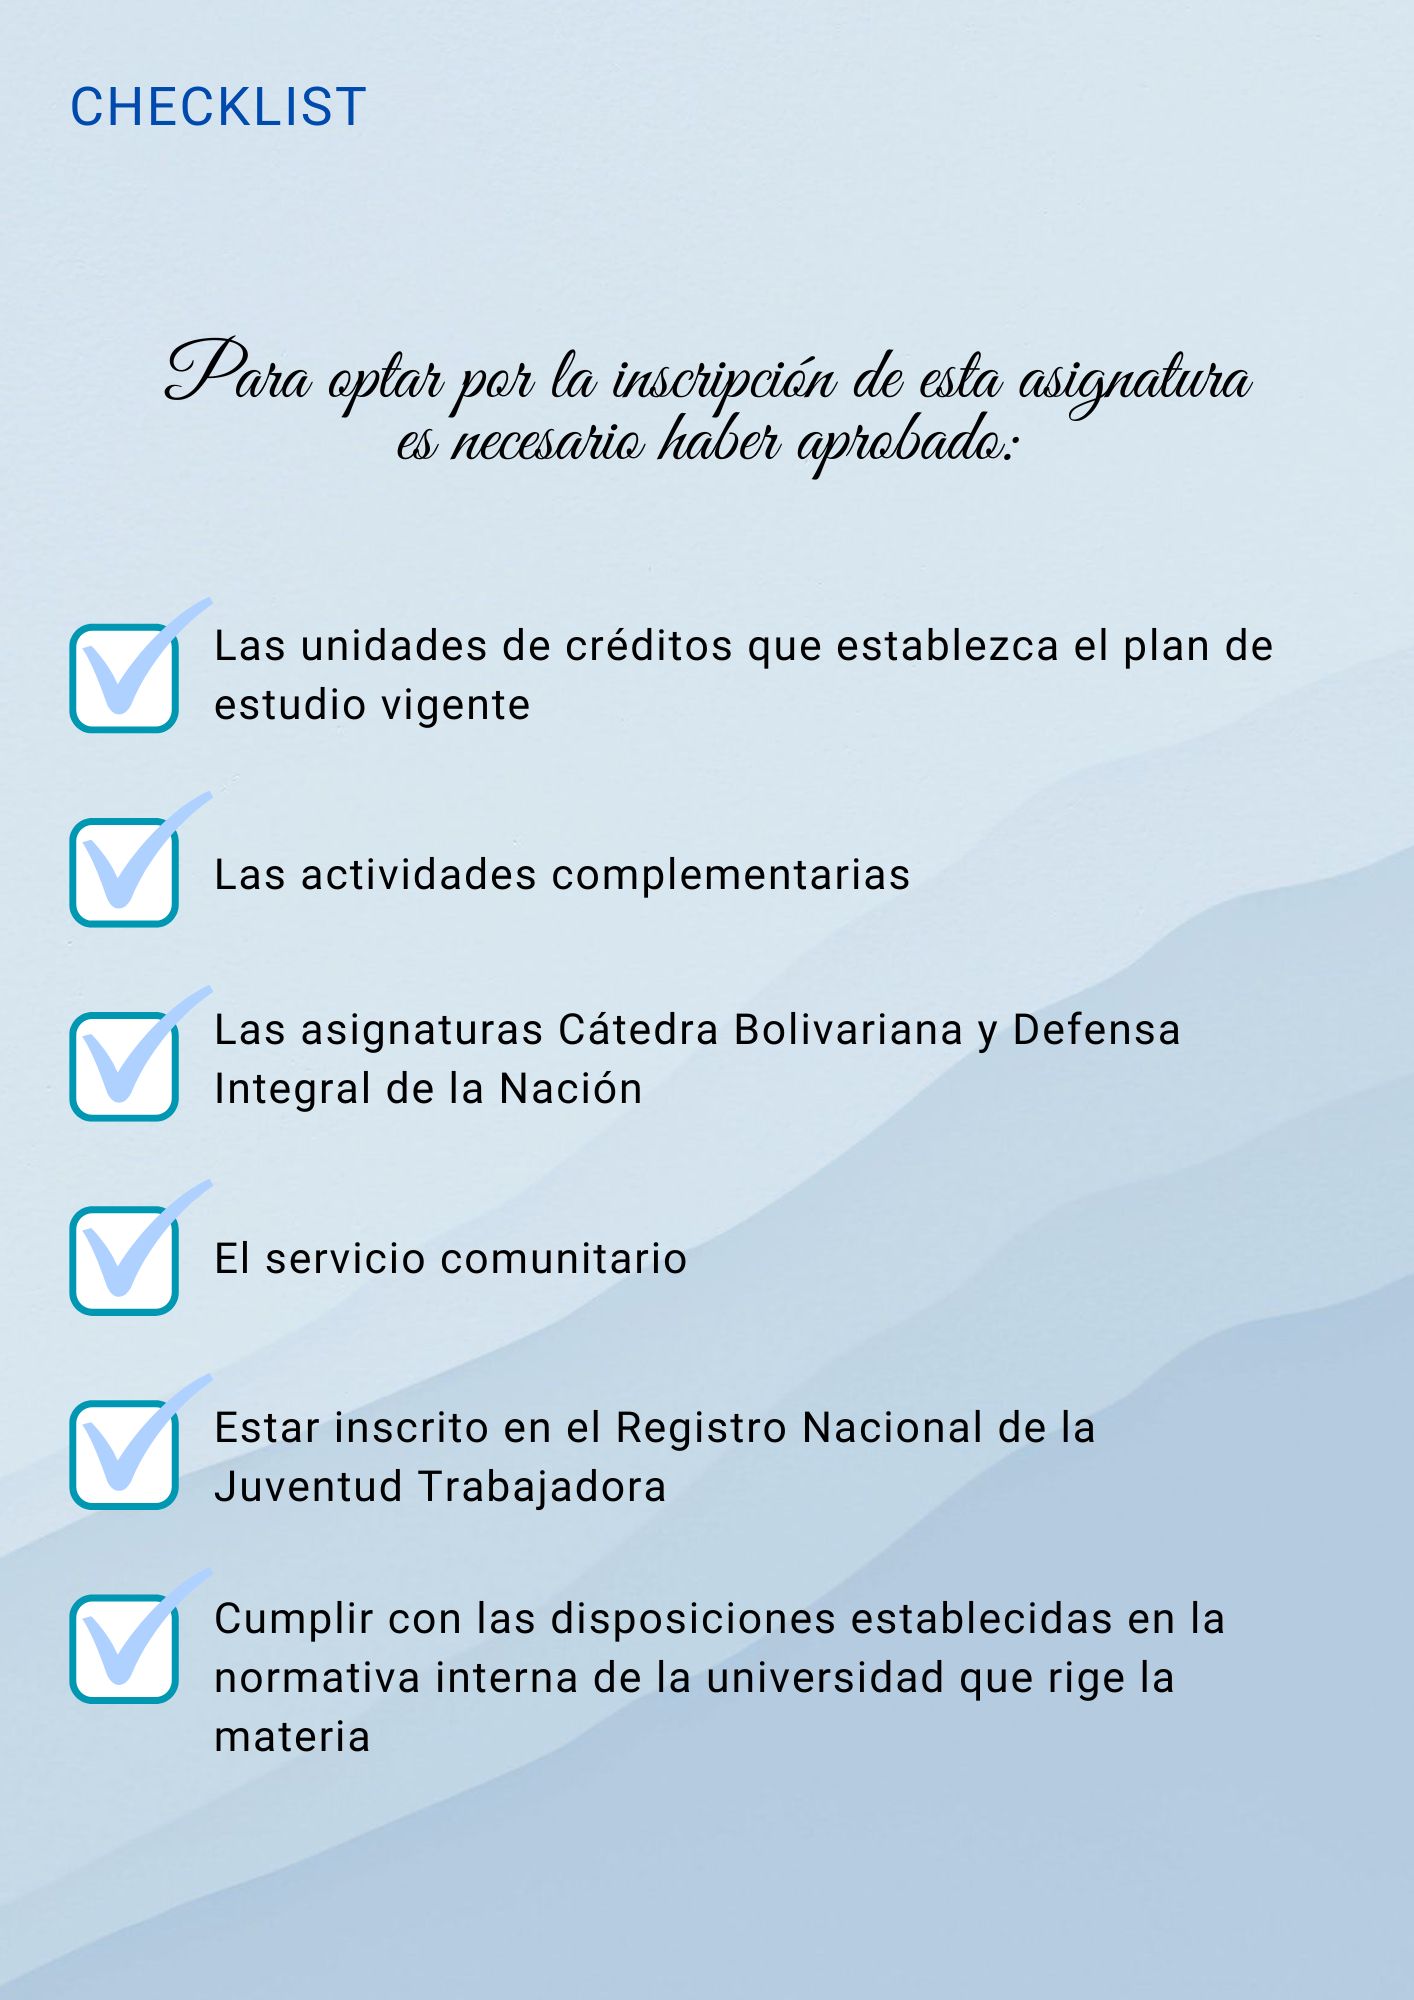 CHECKLIST
Para optar por la inscripción de esta asignatura
es necesario haber aprobado:
Las unidades de créditos que establezca el plan de
estudio vigente
Las actividades complementarias
Las asignaturas Cátedra Bolivariana y Defensa
Integral de la Nación
El servicio comunitario
Estar inscrito en el Registro Nacional de la
Juventud Trabajadora
Cumplir con las disposiciones establecidas en la
normativa interna de la universidad que rige la
materia